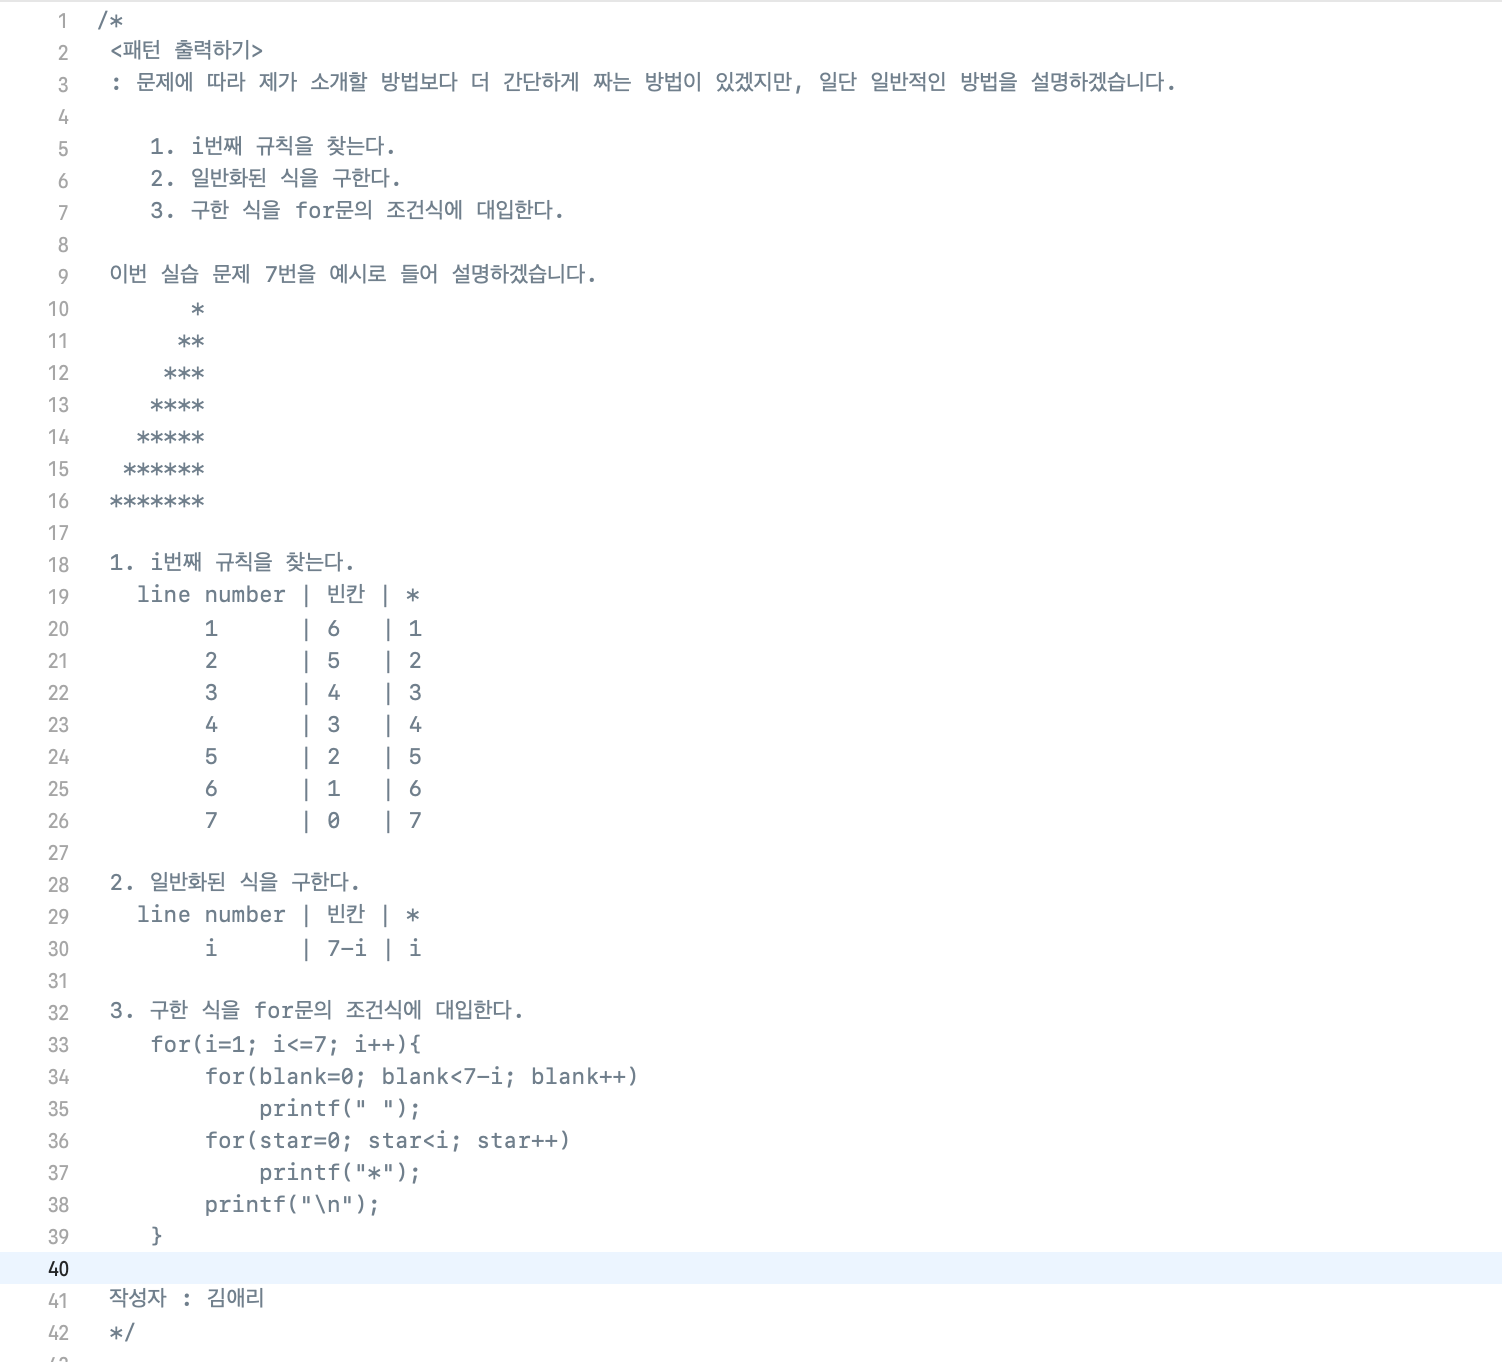 1 /*
2  <패턴 출력하기>
3  : 문제에 따라 제가 소개할 방법보다 더 간단하게 짜는 방법이 있겠지만, 일단 일반적인 방법을 설명하겠습니다.
4
5     1. i번째 규칙을 찾는다.
6     2. 일반화된 식을 구한다.
7     3. 구한 식을 for문의 조건식에 대입한다.
8
9  이번 실습 문제 7번을 예시로 들어 설명하겠습니다.
10        *
11       **
12      ***
13     ****
14    *****
15   ******
16  *******
17
18  1. i번째 규칙을 찾는다.
19    line number | 빈칸 | *
20         1      | 6   | 1
21         2      | 5   | 2
22         3      | 4   | 3
23         4      | 3   | 4
24         5      | 2   | 5
25         6      | 1   | 6
26         7      | 0   | 7
27
28  2. 일반화된 식을 구한다.
29    line number | 빈칸 | *
30         i      | 7-i | i
31
32  3. 구한 식을 for문의 조건식에 대입한다.
33     for(i=1; i<=7; i++){
34         for(blank=0; blank<7-i; blank++)
35             printf(" ");
36         for(star=0; star<i; star++)
37             printf("*");
38         printf("\n");
39     }
40
41  작성자 : 김애리
42  */